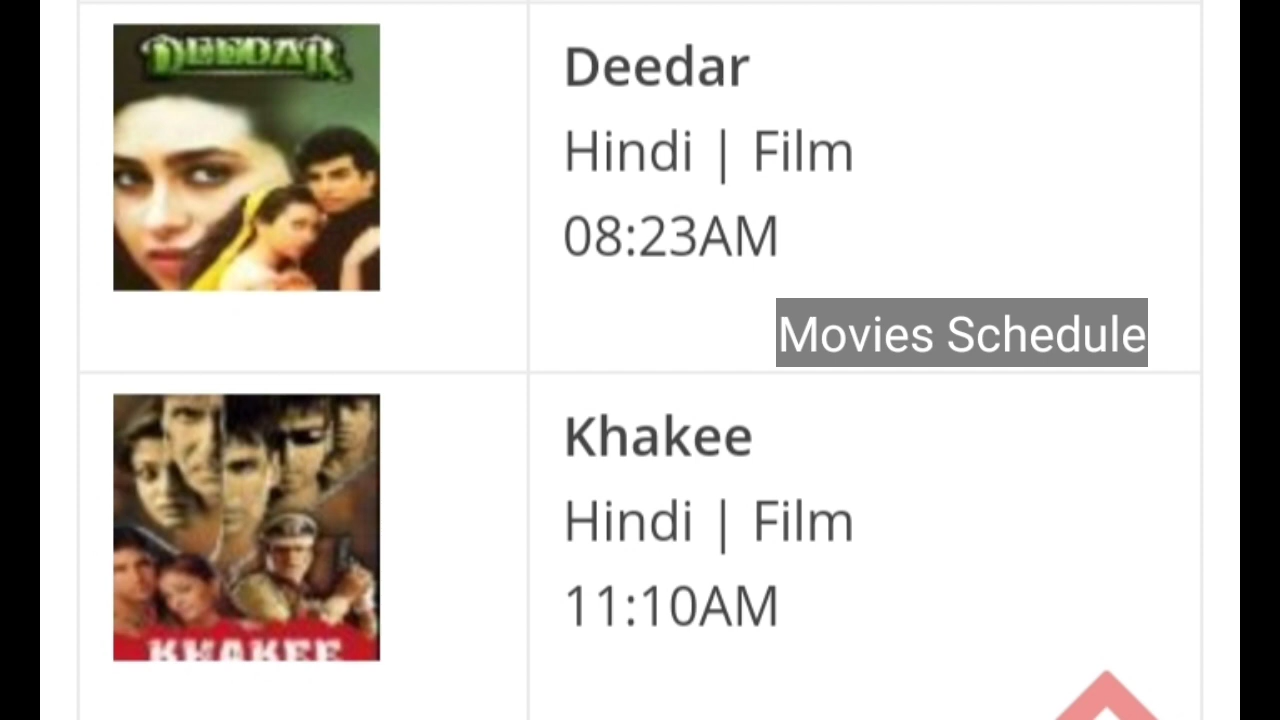 DEEDAR
Deedar
Hindi | Film
08:23AM
Movies Schedule
KHAKEE
Khakee
Hindi | Film
11:10AM